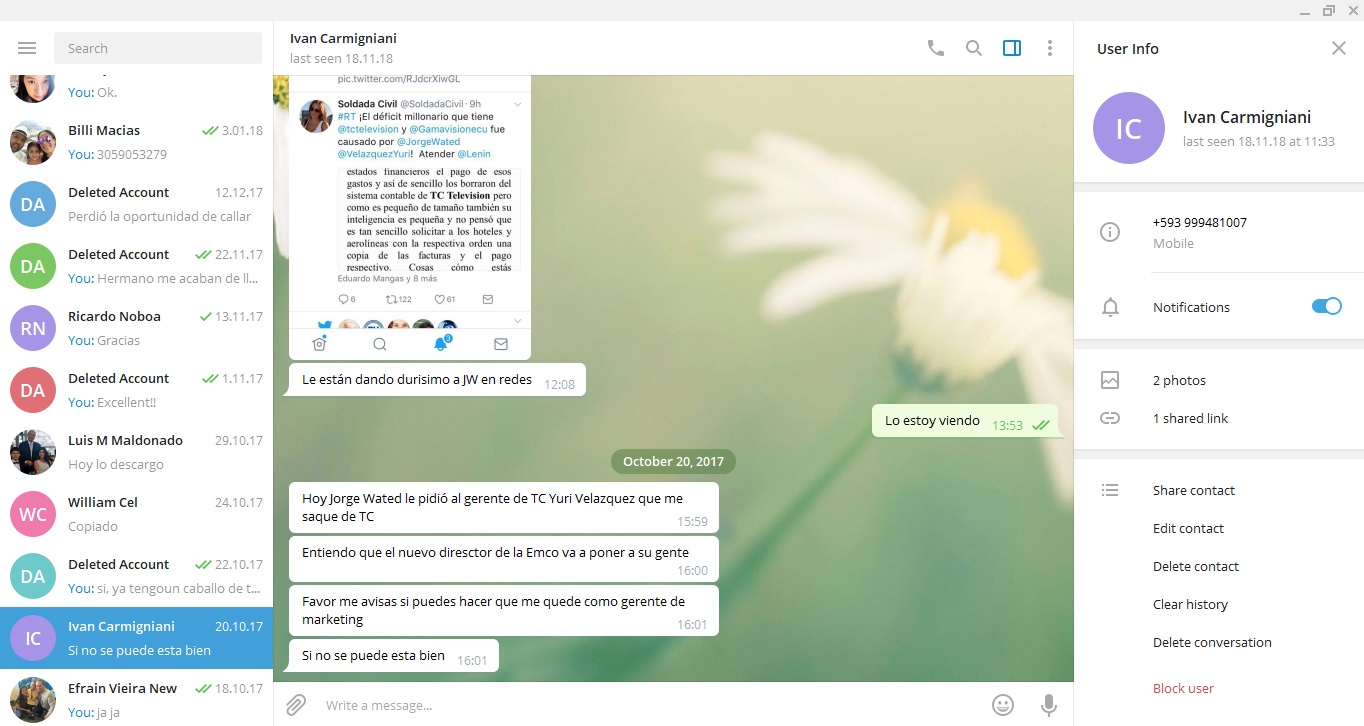 Search
You: Ok.
Billi Macias 3.01.18
You: 3059053279
DA Deleted Account 12.12.17
Perdió la oportunidad de callar
DA Deleted Account 22.11.17
You: Hermano me acaban de ll...
RN Ricardo Noboa 13.11.17
You: Gracias
DA Deleted Account 1.11.17
You: Excellent!!
Luis M Maldonado 29.10.17
Hoy lo descargo
WC William Cel 24.10.17
Copiado
DA Deleted Account 22.10.17
You: si, ya tengoun caballo de t...
IC Ivan Carmigniani 20.10.17
Si no se puede esta bien
Efrain Vieira New 18.10.17
You: ja ja
Ivan Carmigniani
last seen 18.11.18
pic.twitter.com/RJdcrXiwGL
Soldada Civil @SoldadaCivil · 9h
#RT ¡El déficit millonario que tiene
@tctelevision y @Gamavisionecu fue
causado por @JorgeWated
@VelazquezYuri! Atender @Lenin
estados financieros el pago de esos
gastos y asi de sencillo los borraron del
sistema contable de TC Television pero
como es pequeño de tamaño también su
inteligencia es pequeña y no pensó que
es tan sencillo solicitar a los hoteles y
aerolíneas con la respectiva orden una
copia de las facturas y el pago
respectivo. Cosas cómo estás
Eduardo Mangas y 8 más
6 122 61
3
Le están dando durisimo a JW en redes 12:08
Lo estoy viendo 13:53
October 20, 2017
Hoy Jorge Wated le pidió al gerente de TC Yuri Velazquez que me
saque de TC 15:59
Entiendo que el nuevo diresctor de la Emco va a poner a su gente
16:00
Favor me avisas si puedes hacer que me quede como gerente de
marketing 16:01
Si no se puede esta bien 16:01
Write a message...
User Info
IC
Ivan Carmigniani
last seen 18.11.18 at 11:33
+593 999481007
Mobile
Notifications
2 photos
1 shared link
Share contact
Edit contact
Delete contact
Clear history
Delete conversation
Block user